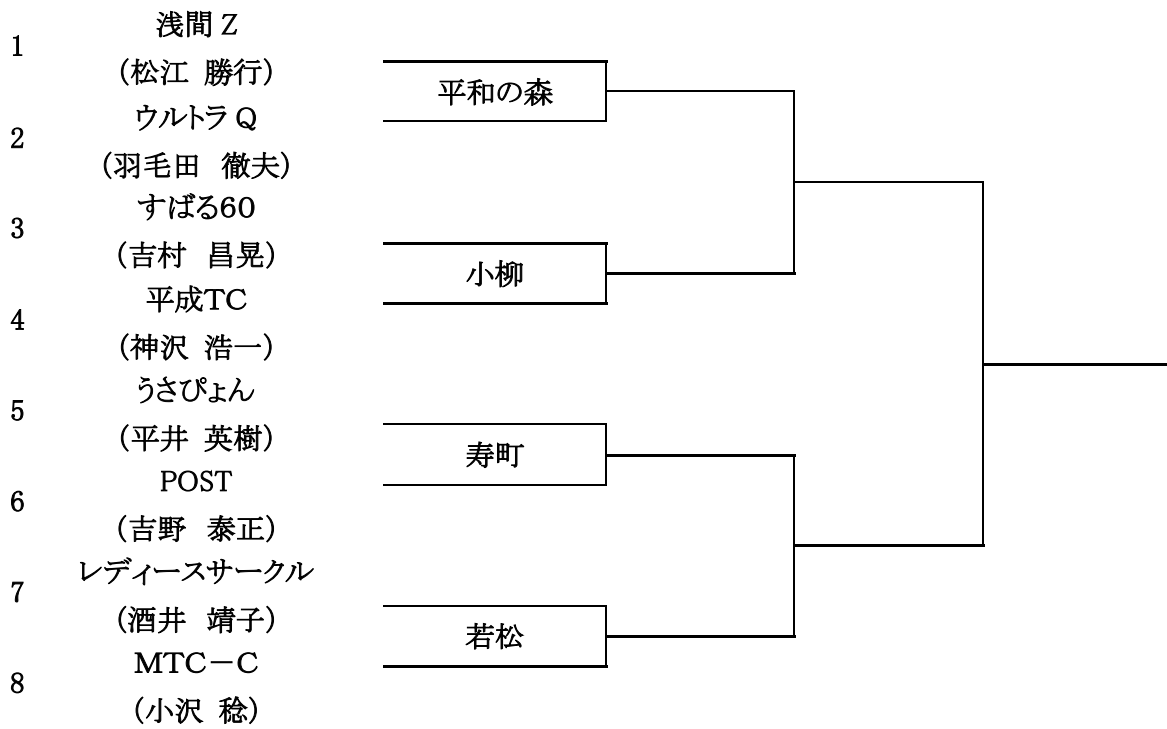 浅間 Z
1
(松江 勝行)
平和の森
ウルトラ Q
2
(羽毛田 徹夫)
すばる60
3
(吉村 昌晃)
小柳
平成TC
4
(神沢 浩一)
うさぴょん
5
(平井 英樹)
寿町
POST
6
(吉野 泰正)
レディースサークル
7
(酒井 靖子)
若松
MTC－C
8
(小沢 稔)